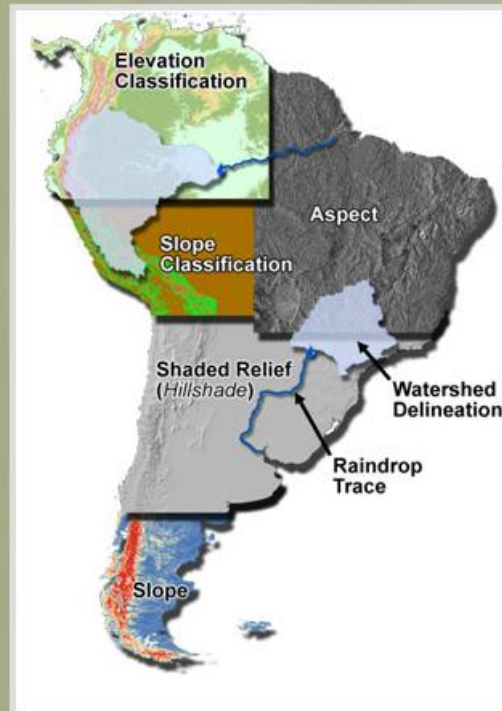 Elevation
Classification
Aspect
Slope
Classification
Shaded Relief
(Hillshade)
Watershed
Delineation
Raindrop
Trace
Slope